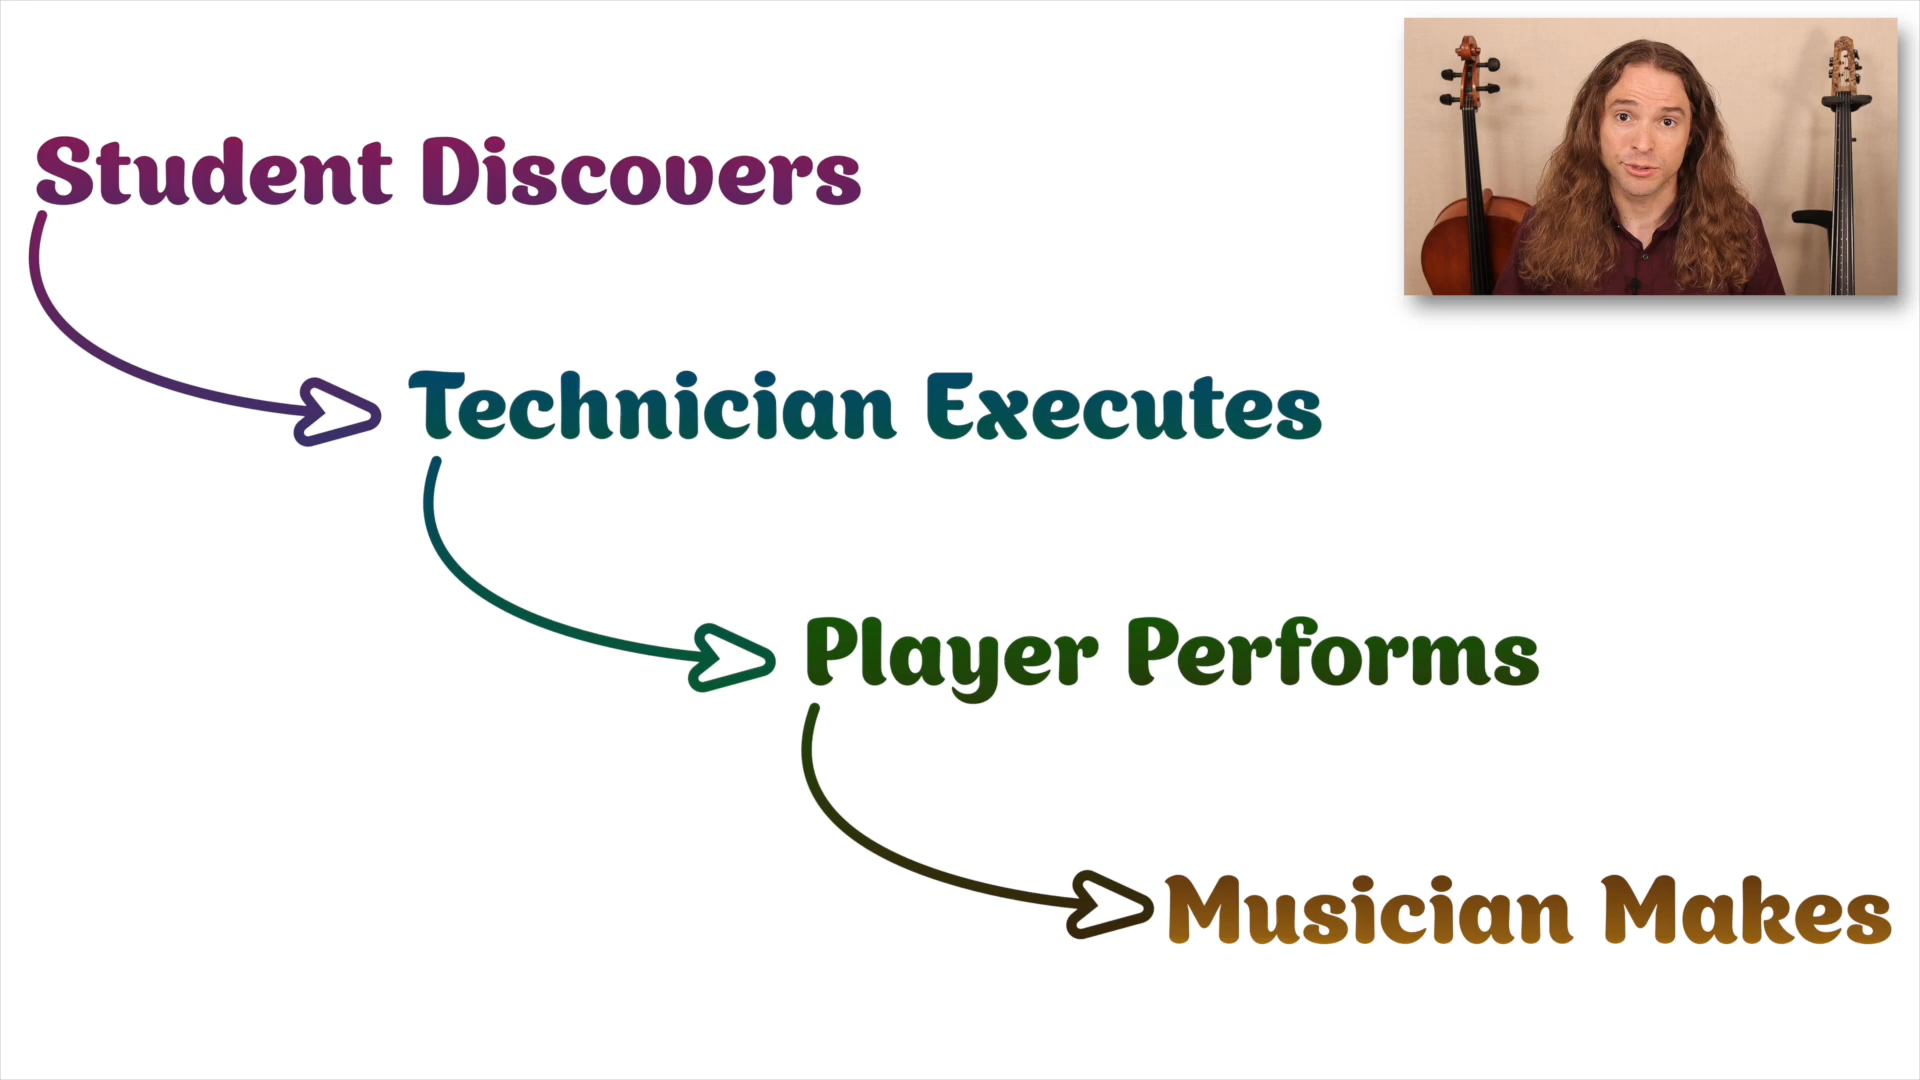 Student Discovers
Technician Executes
Player Performs
Musician Makes